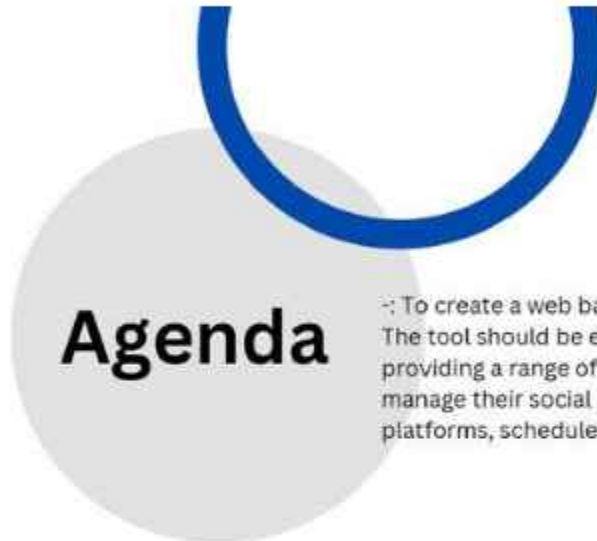 Agenda
-: To create a web ba
The tool should be e
providing a range of
manage their social
platforms, schedule